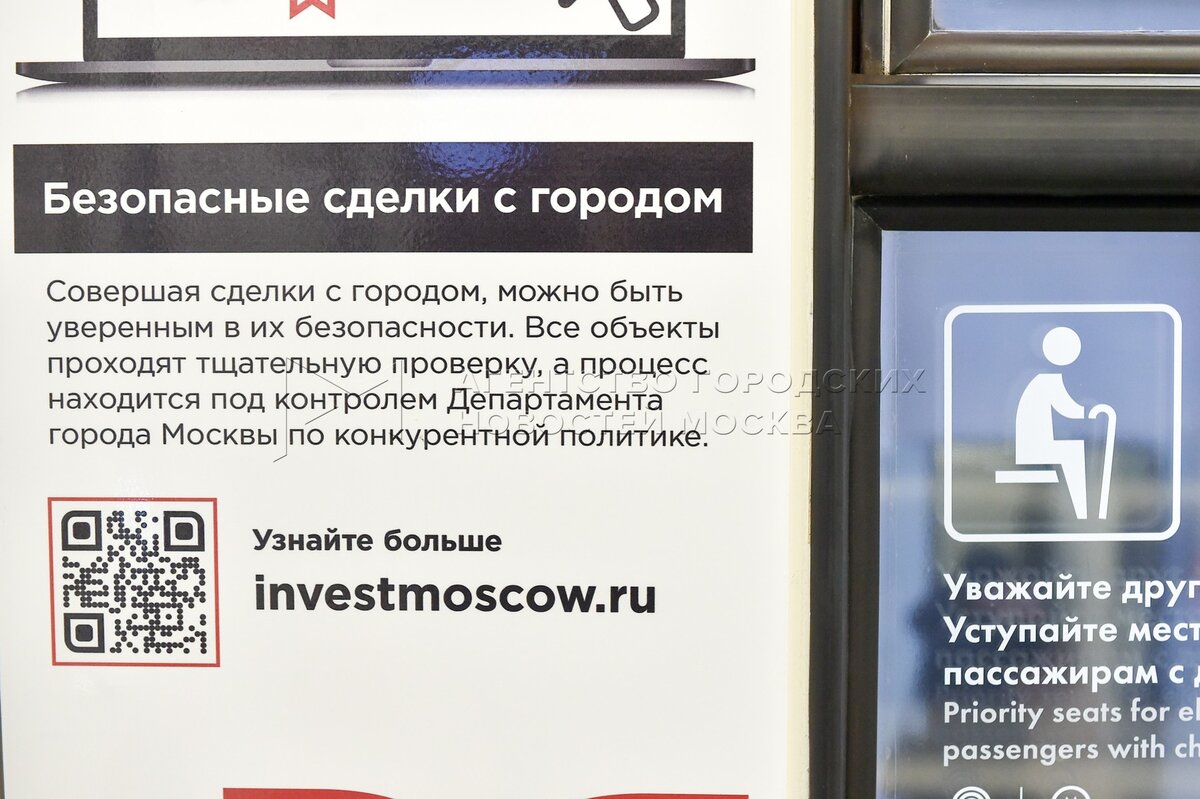 Безопасные сделки с городом
Совершая сделки с городом, можно быть
уверенным в их безопасности. Все объекты
проходят тщательную проверку, а процесс
находится под контролем Департамента
города Москвы по конкурентной политике.
АГЕНТСТВО ГОРОДСКИХ
НОВОСТЕЙ МОСКВА
Узнайте больше
investmoscow.ru
Уважайте друг
Уступайте мест
пассажирам с
Priority seats for el
passengers with ch